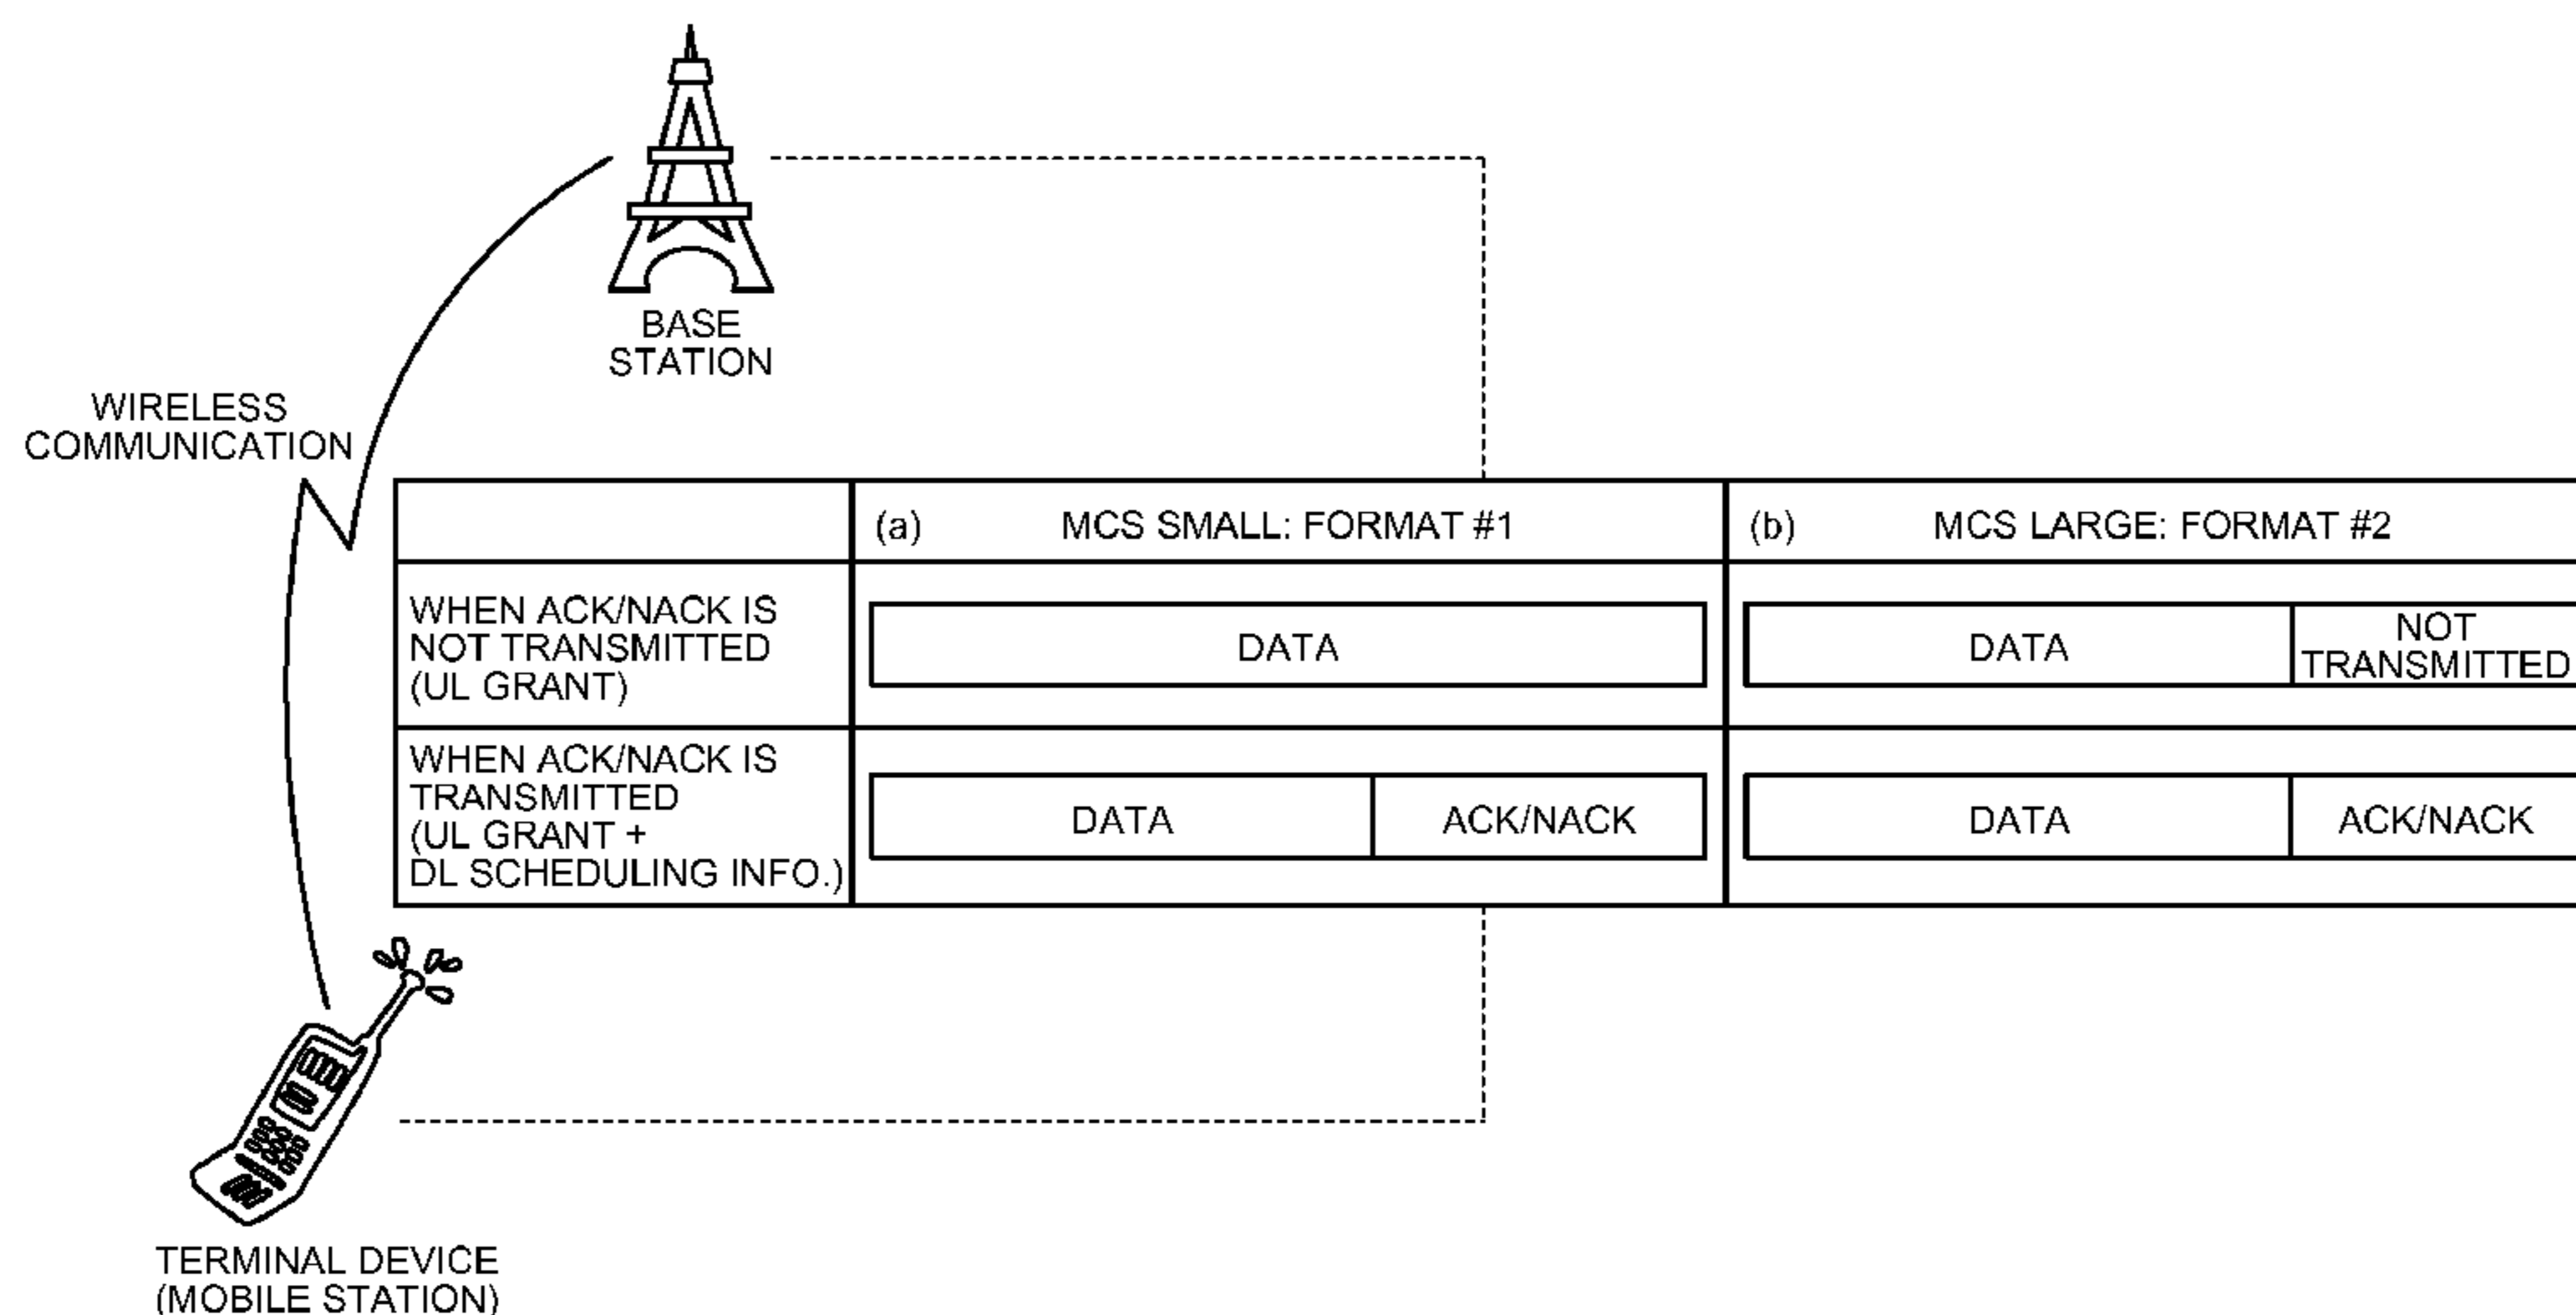 BASE
STATION
WIRELESS
COMMUNICATION
(a) MCS SMALL: FORMAT #1
(b) MCS LARGE: FORMAT #2
WHEN ACK/NACK IS
NOT TRANSMITTED
(UL GRANT)
DATA
DATA
NOT
TRANSMITTED
WHEN ACK/NACK IS
TRANSMITTED
(UL GRANT +
DL SCHEDULING INFO.)
DATA
ACK/NACK
DATA
ACK/NACK
TERMINAL DEVICE
(MOBILE STATION)